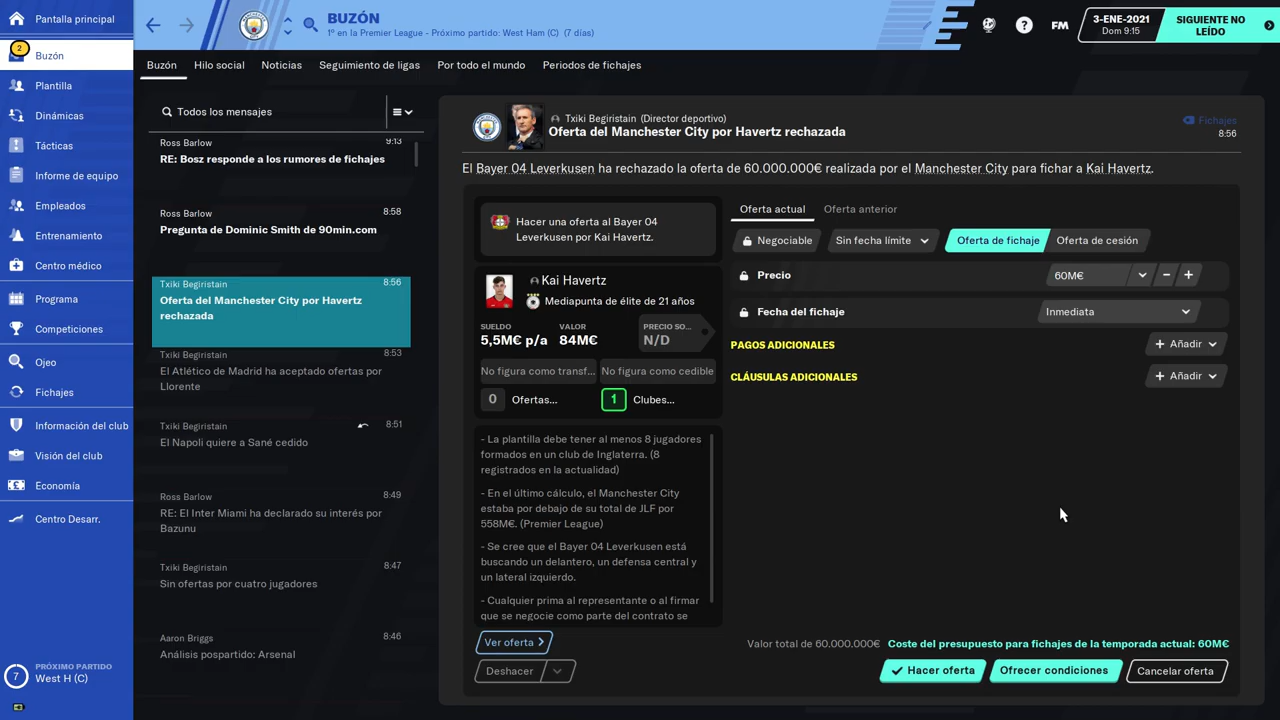 Pantalla principal
2
Buzón
Plantilla
Dinámicas
Tácticas
Informe de equipo
Empleados
Entrenamiento
Centro médico
Programa
Competiciones
Ojeo
Fichajes
Información del club
Visión del club
Economía
Centro Desarr.
7
PRÓXIMO PARTIDO
West H (C)
BUZÓN
1º en la Premier League - Próximo partido: West Ham (C) (7 días)
FM
3-ENE-2021
Dom 9:15
SIGUIENTE NO
LEÍDO
Buzón
Hilo social
Noticias
Seguimiento de ligas
Por todo el mundo
Periodos de fichajes
Todos los mensajes
Ross Barlow
9:13
RE: Bosz responde a los rumores de fichajes
Ross Barlow
8:58
Pregunta de Dominic Smith de 90min.com
Txiki Begiristain
8:56
Oferta del Manchester City por Havertz
rechazada
Txiki Begiristain
8:53
El Atlético de Madrid ha aceptado ofertas por
Llorente
Txiki Begiristain
8:51
El Napoli quiere a Sané cedido
Ross Barlow
8:49
RE: El Inter Miami ha declarado su interés por
Bazunu
Txiki Begiristain
8:47
Sin ofertas por cuatro jugadores
Aaron Briggs
8:46
Análisis pospartido: Arsenal
Txiki Begiristain (Director deportivo)
Oferta del Manchester City por Havertz rechazada
Fichajes
8:56
El Bayer 04 Leverkusen ha rechazado la oferta de 60.000.000€ realizada por el Manchester City para fichar a Kai Havertz.
Hacer una oferta al Bayer 04
Leverkusen por Kai Havertz.
Kai Havertz
Mediapunta de élite de 21 años
SUELDO
5,5M€ p/a
VALOR
84M€
PRECIO SO...
N/D
No figura como transf...
No figura como cedible
0
Ofertas...
1
Clubes...
- La plantilla debe tener al menos 8 jugadores
formados en un club de Inglaterra. (8
registrados en la actualidad)
- En el último cálculo, el Manchester City
estaba por debajo de su total de JLF por
558M€. (Premier League)
- Se cree que el Bayer 04 Leverkusen está
buscando un delantero, un defensa central y
un lateral izquierdo.
- Cualquier prima al representante o al firmar
que se negocie como parte del contrato se
Ver oferta
Deshacer
Oferta actual
Oferta anterior
Negociable
Sin fecha límite
Oferta de fichaje
Oferta de cesión
Precio
60M€
Fecha del fichaje
Inmediata
PAGOS ADICIONALES
Añadir
CLÁUSULAS ADICIONALES
Añadir
Valor total de 60.000.000€
Coste del presupuesto para fichajes de la temporada actual: 60M€
Hacer oferta
Ofrecer condiciones
Cancelar oferta